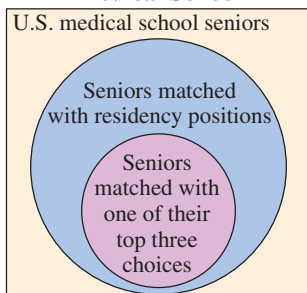 U.S. medical school seniors
Seniors matched
with residency positions
Seniors
matched with
one of their
top three
choices